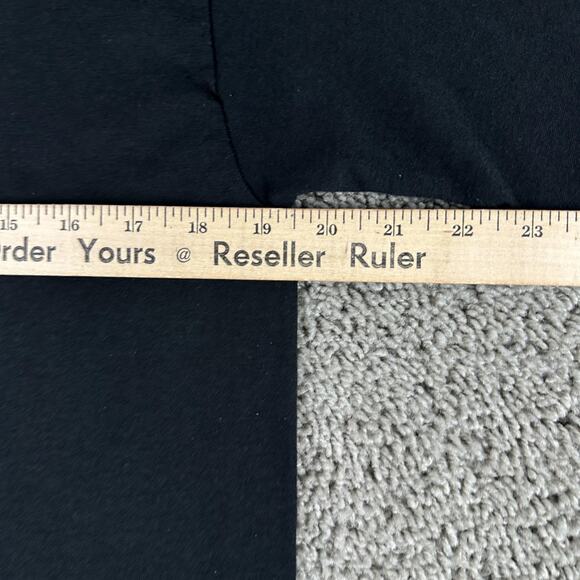 15 16 17 18 19 20 21 22 23
rder Yours @ Reseller Ruler